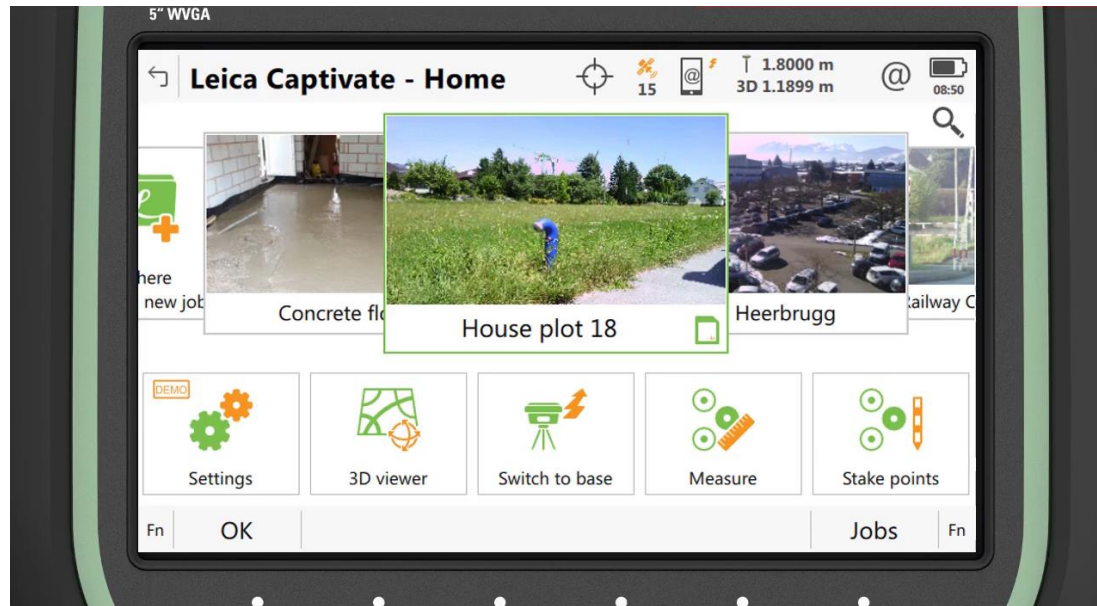 5" WVGA
Leica Captivate - Home
15
@
1.8000 m
3D 1.1899 m
@
08:50
here
new job
Concrete flo
House plot 18
Heerbrugg
ailway C
DEMO
Settings
3D viewer
Switch to base
Measure
Stake points
Fn
OK
Jobs
Fn